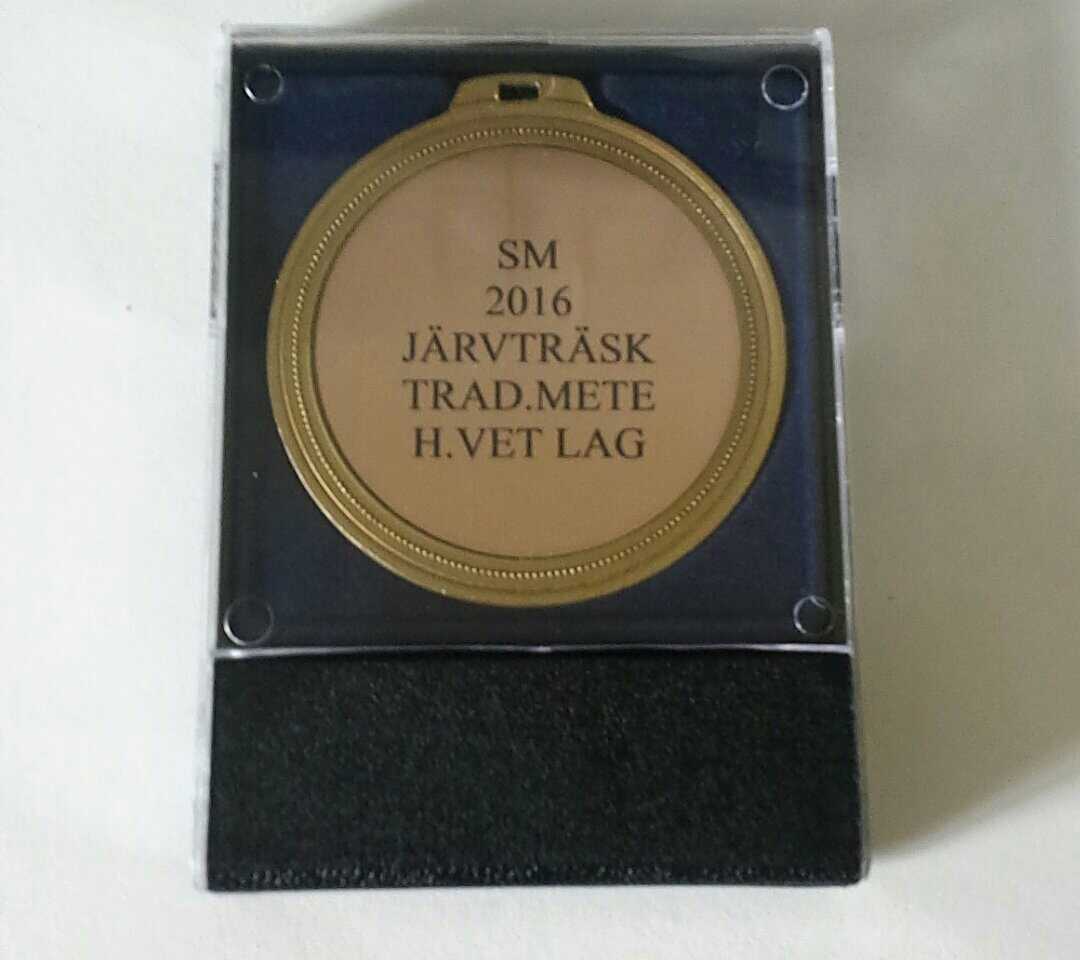 SM
2016
JÄRVTRÄSK
TRAD.METE
H.VET LAG